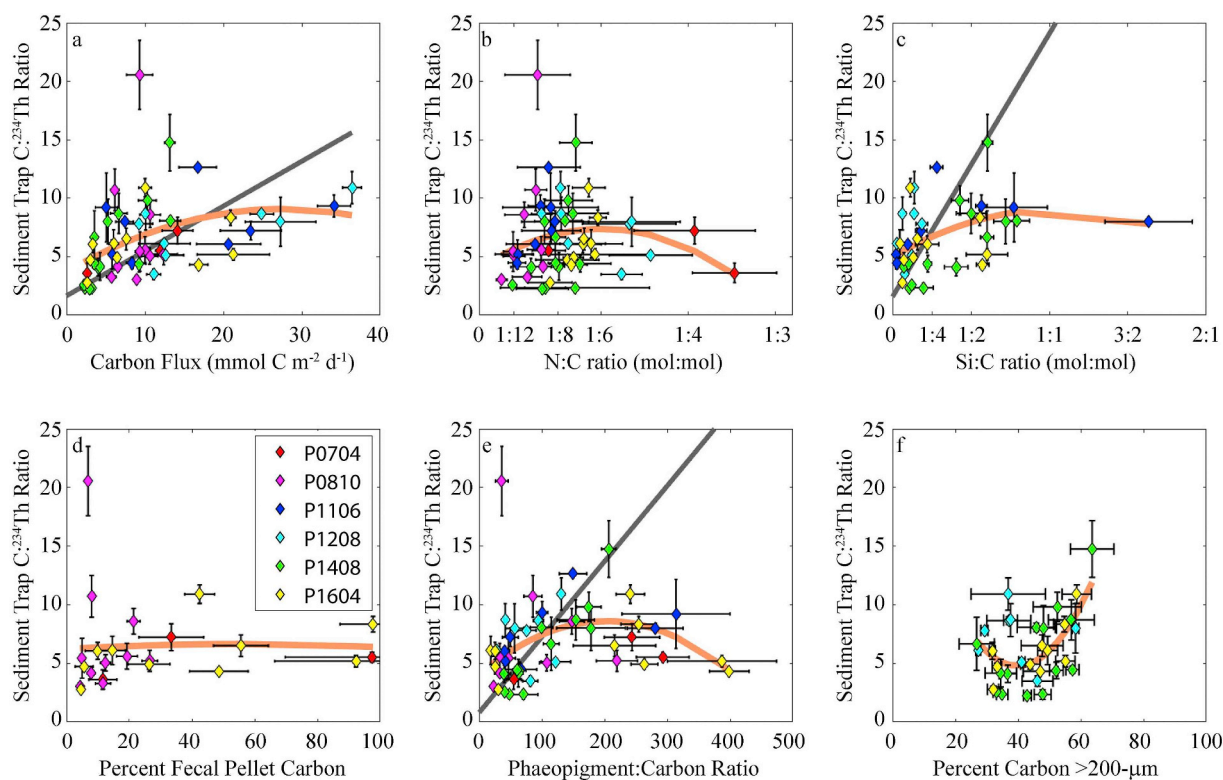 a
b
c
25
20
15
10
5
0
Sediment Trap C:²³⁴Th Ratio
0
10
20
30
40
Carbon Flux (mmol C m⁻² d⁻¹)
25
20
15
10
5
0
Sediment Trap C:²³⁴Th Ratio
0 1:12 1:8 1:6 1:4 1:3
N:C ratio (mol:mol)
25
20
15
10
5
0
Sediment Trap C:²³⁴Th Ratio
0 1:4 1:2 1:1 3:2 2:1
Si:C ratio (mol:mol)
d
25
20
15
10
5
0
Sediment Trap C:²³⁴Th Ratio
P0704
P0810
P1106
P1208
P1408
P1604
0 20 40 60 80 100
Percent Fecal Pellet Carbon
e
25
20
15
10
5
0
Sediment Trap C:²³⁴Th Ratio
0 100 200 300 400 500
Phaeopigment:Carbon Ratio
f
25
20
15
10
5
0
Sediment Trap C:²³⁴Th Ratio
0 20 40 60 80 100
Percent Carbon >200-μm